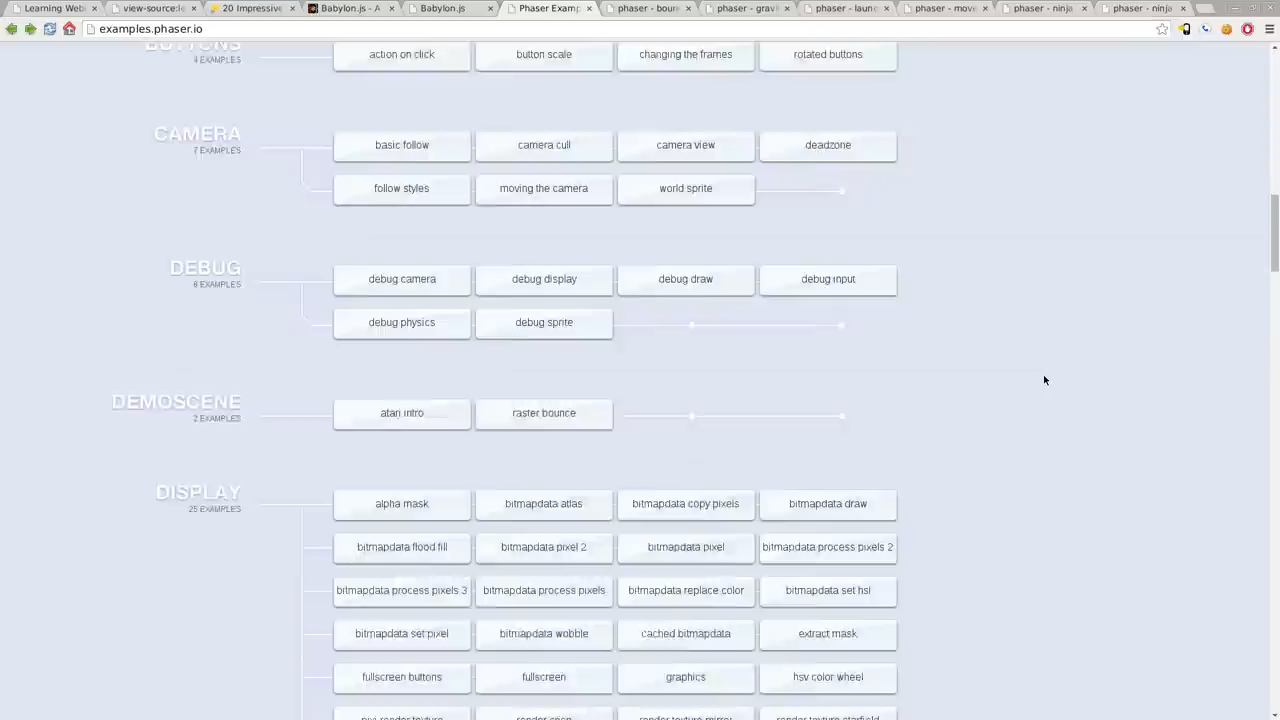 Learning Web
view-source:le
20 Impressive
Babylon.js - A
Babylon.js
Phaser Examp
phaser - boun
phaser - gravi
phaser - launc
phaser - move
phaser - ninja
phaser - ninja
examples.phaser.io
BUTTONS
4 EXAMPLES
action on click
button scale
changing the frames
rotated buttons
CAMERA
7 EXAMPLES
basic follow
camera cull
camera view
deadzone
follow styles
moving the camera
world sprite
DEBUG
6 EXAMPLES
debug camera
debug display
debug draw
debug input
debug physics
debug sprite
DEMOSCENE
2 EXAMPLES
atari intro
raster bounce
DISPLAY
25 EXAMPLES
alpha mask
bitmapdata atlas
bitmapdata copy pixels
bitmapdata draw
bitmapdata flood fill
bitmapdata pixel 2
bitmapdata pixel
bitmapdata process pixels 2
bitmapdata process pixels 3
bitmapdata process pixels
bitmapdata replace color
bitmapdata set hsl
bitmapdata set pixel
bitmapdata wobble
cached bitmapdata
extract mask
fullscreen buttons
fullscreen
graphics
hsv color wheel